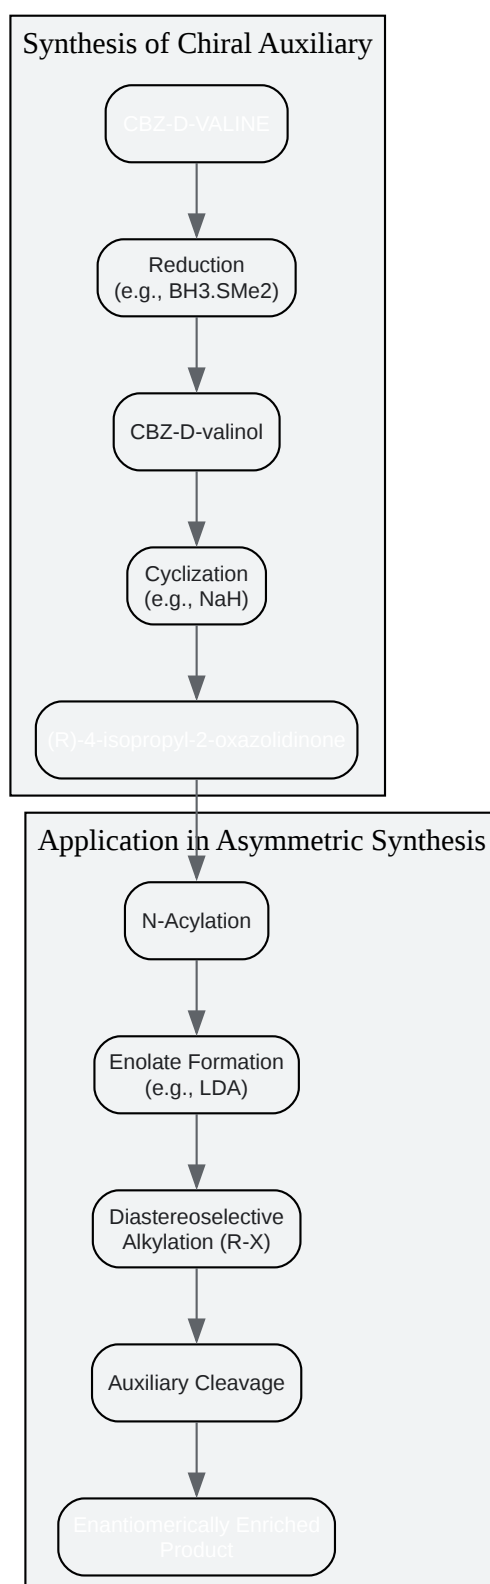 Synthesis of Chiral Auxiliary
CBZ-D-VALINE
Reduction
(e.g., BH3.SMe2)
CBZ-D-valinol
Cyclization
(e.g., NaH)
(R)-4-isopropyl-2-oxazolidinone
Application in Asymmetric Synthesis
N-Acylation
Enolate Formation
(e.g., LDA)
Diastereoselective
Alkylation (R-X)
Auxiliary Cleavage
Enantiomerically Enriched
Product